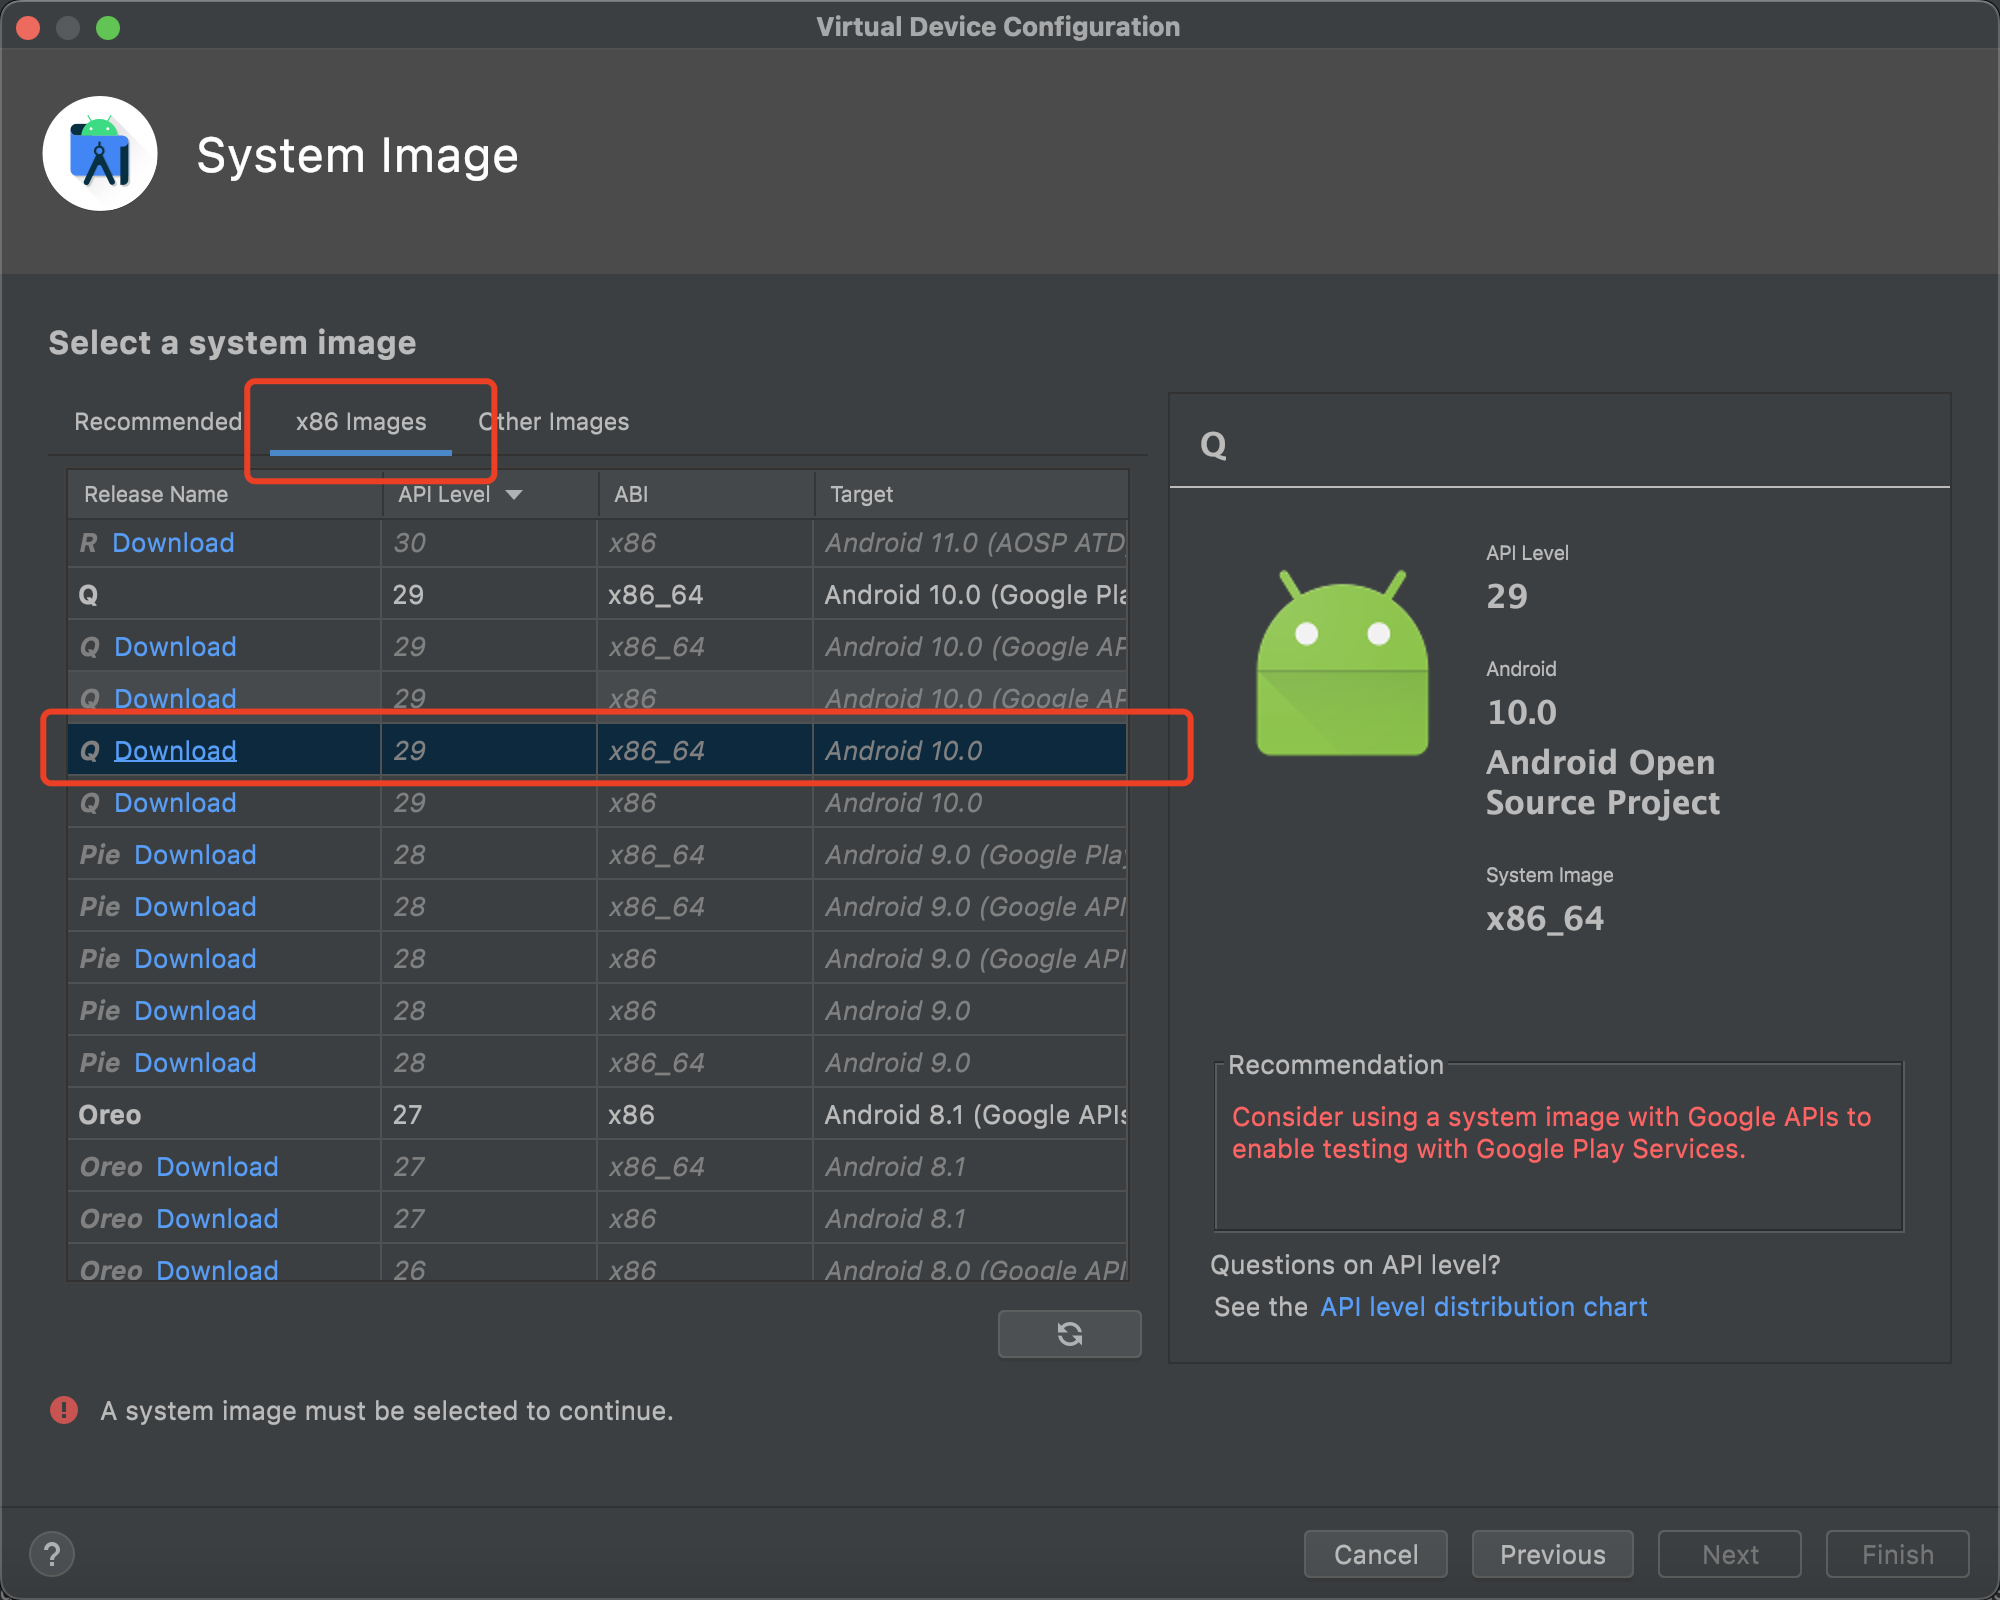 Virtual Device Configuration
System Image
Select a system image
Recommended x86 Images Other Images
Release Name API Level ABI Target
R Download 30 x86 Android 11.0 (AOSP ATD
Q 29 x86_64 Android 10.0 (Google Pla
Q Download 29 x86_64 Android 10.0 (Google AP
Q Download 29 x86 Android 10.0 (Google AP
Q Download 29 x86_64 Android 10.0
Q Download 29 x86 Android 10.0
Pie Download 28 x86_64 Android 9.0 (Google Play
Pie Download 28 x86_64 Android 9.0 (Google API
Pie Download 28 x86 Android 9.0 (Google API
Pie Download 28 x86 Android 9.0
Pie Download 28 x86_64 Android 9.0
Oreo 27 x86 Android 8.1 (Google APIs
Oreo Download 27 x86_64 Android 8.1
Oreo Download 27 x86 Android 8.1
Oreo Download 26 x86 Android 8.0 (Google API
Q
API Level
29
Android
10.0
Android Open
Source Project
System Image
x86_64
Recommendation
Consider using a system image with Google APIs to
enable testing with Google Play Services.
Questions on API level?
See the API level distribution chart
A system image must be selected to continue.
? Cancel Previous Next Finish